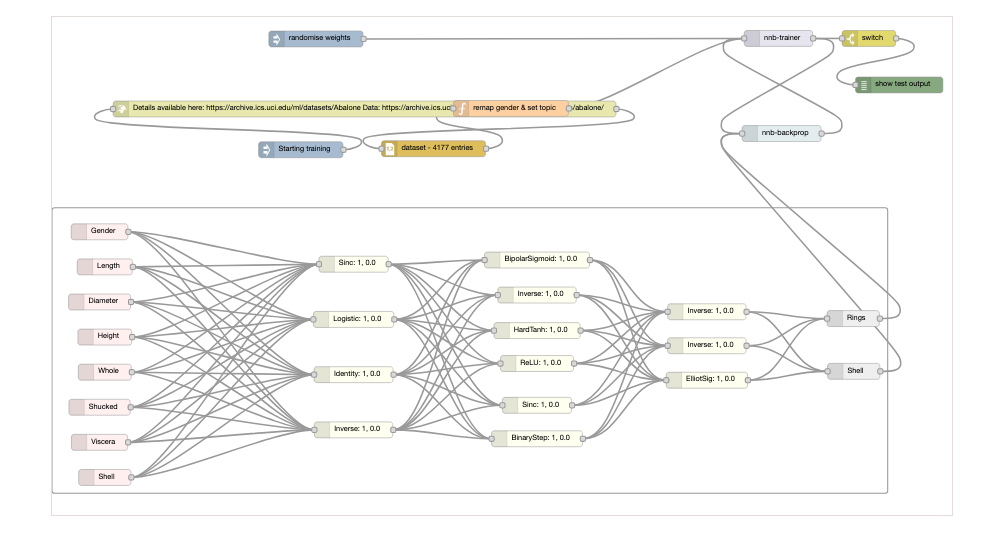 randomise weights
nnb-trainer
switch
show test output
Details available here: https://archive.ics.uci.edu/ml/datasets/Abalone Data: https://archive.ics.uc
remap gender & set topic
/abalone/
nnb-backprop
Starting training
1,2
dataset - 4177 entries
Gender
Length
Diameter
Height
Whole
Shucked
Viscera
Shell
Sinc: 1, 0.0
Logistic: 1, 0.0
Identity: 1, 0.0
Inverse: 1, 0.0
BipolarSigmoid: 1, 0.0
Inverse: 1, 0.0
HardTanh: 1, 0.0
ReLU: 1, 0.0
Sinc: 1, 0.0
BinaryStep: 1, 0.0
Inverse: 1, 0.0
Inverse: 1, 0.0
ElliotSig: 1, 0.0
Rings
Shell